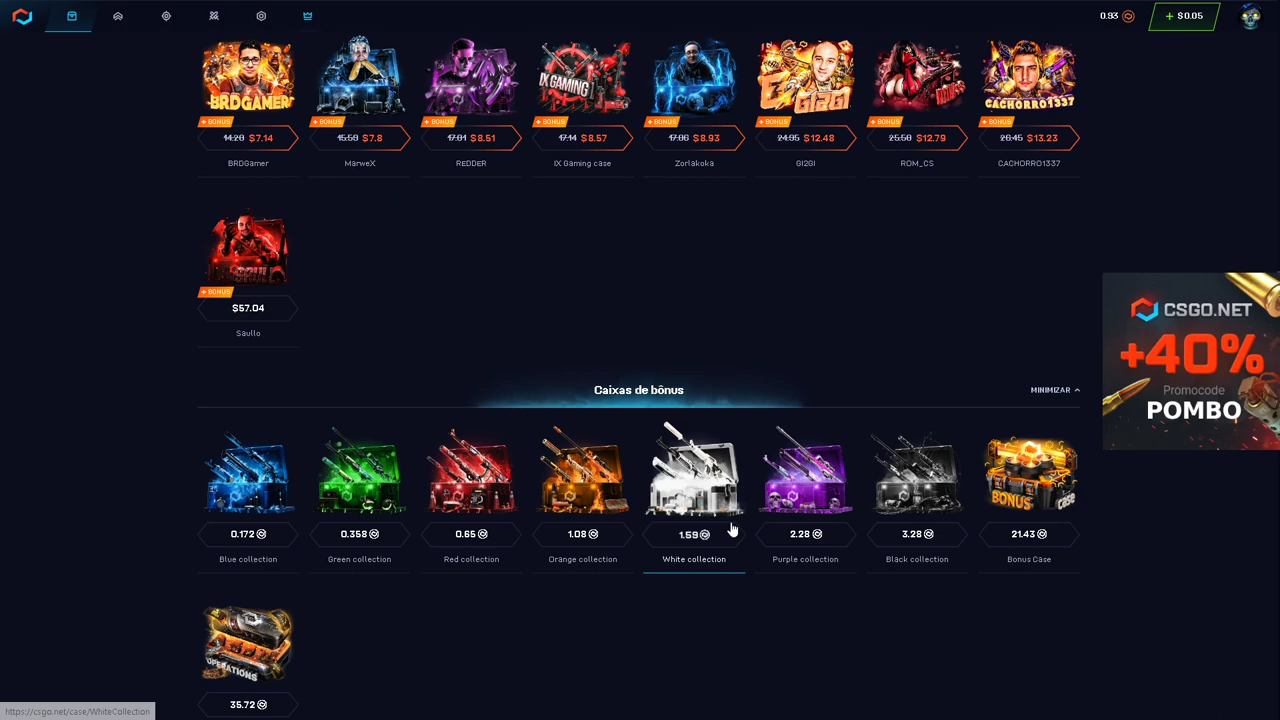 0.93
+ $0.05
BRDGAMER
IX GAMING
GI2GI
ROM_CS
CACHORRO1337
+ BONUS
+ BONUS
+ BONUS
+ BONUS
+ BONUS
+ BONUS
+ BONUS
+ BONUS
14.28 $7.14
15.59 $7.8
17.01 $8.51
17.14 $8.57
17.86 $8.93
24.95 $12.48
25.58 $12.79
26.45 $13.23
BRDGamer
MarweX
REDDER
IX Gaming case
Zorlakoka
GI2GI
ROM_CS
CACHORRO1337
+ BONUS
$57.04
Saullo
CSGO.NET
+40%
Promocode
POMBO
Caixas de bônus
MINIMIZAR
BONUS CASE
0.172
0.358
0.65
1.08
1.59
2.28
3.28
21.43
Blue collection
Green collection
Red collection
Orange collection
White collection
Purple collection
Black collection
Bonus Case
OPERATIONS
35.72
https://csgo.net/case/WhiteCollection